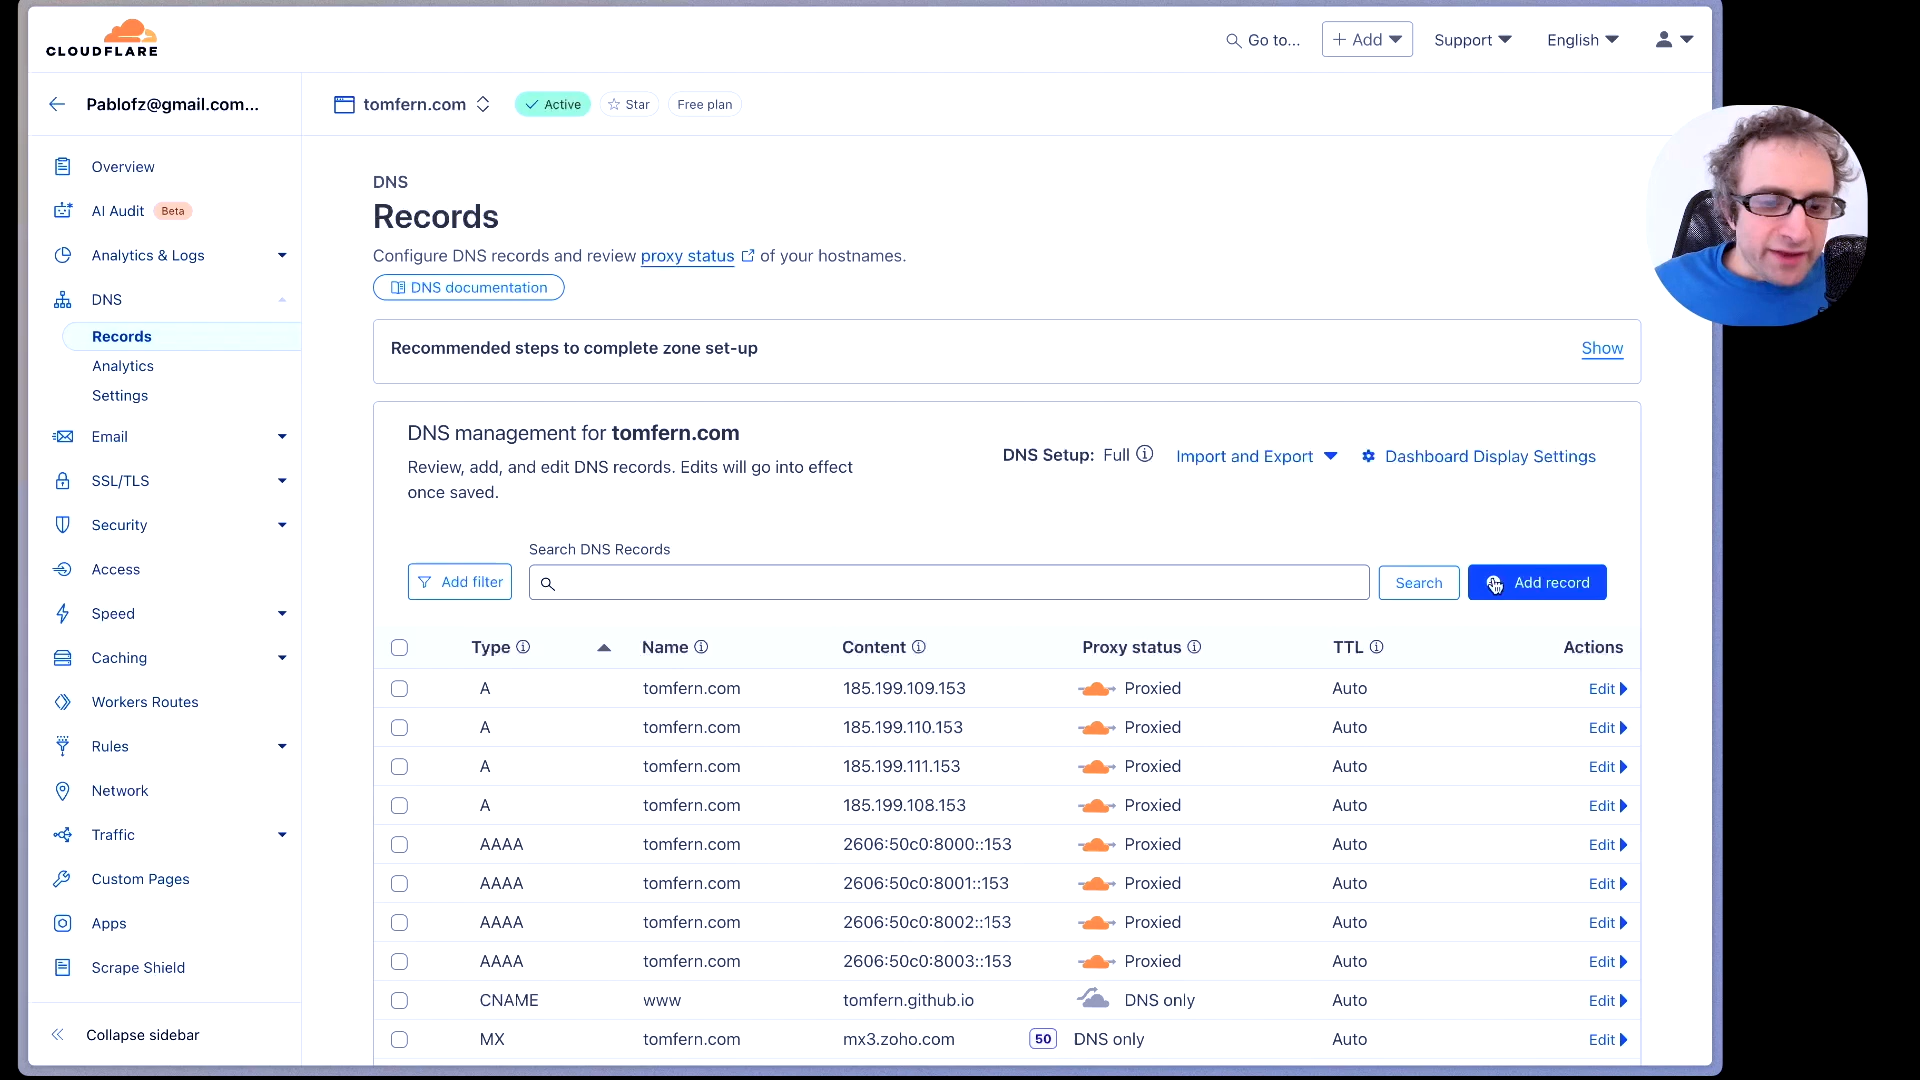 CLOUDFLARE
Go to...
Add
Support
English
Pablofz@gmail.com...
tomfern.com
Active
Star
Free plan
Overview
AI Audit Beta
Analytics & Logs
DNS
Records
Analytics
Settings
Email
SSL/TLS
Security
Access
Speed
Caching
Workers Routes
Rules
Network
Traffic
Custom Pages
Apps
Scrape Shield
Collapse sidebar
DNS
Records
Configure DNS records and review proxy status of your hostnames.
DNS documentation
Recommended steps to complete zone set-up
Show
DNS management for tomfern.com
Review, add, and edit DNS records. Edits will go into effect
once saved.
DNS Setup: Full
Import and Export
Dashboard Display Settings
Search DNS Records
Add filter
Search
Add record
Type Name Content Proxy status TTL Actions
A tomfern.com 185.199.109.153 Proxied Auto Edit
A tomfern.com 185.199.110.153 Proxied Auto Edit
A tomfern.com 185.199.111.153 Proxied Auto Edit
A tomfern.com 185.199.108.153 Proxied Auto Edit
AAAA tomfern.com 2606:50c0:8000::153 Proxied Auto Edit
AAAA tomfern.com 2606:50c0:8001::153 Proxied Auto Edit
AAAA tomfern.com 2606:50c0:8002::153 Proxied Auto Edit
AAAA tomfern.com 2606:50c0:8003::153 Proxied Auto Edit
CNAME www tomfern.github.io DNS only Auto Edit
MX tomfern.com mx3.zoho.com 50 DNS only Auto Edit